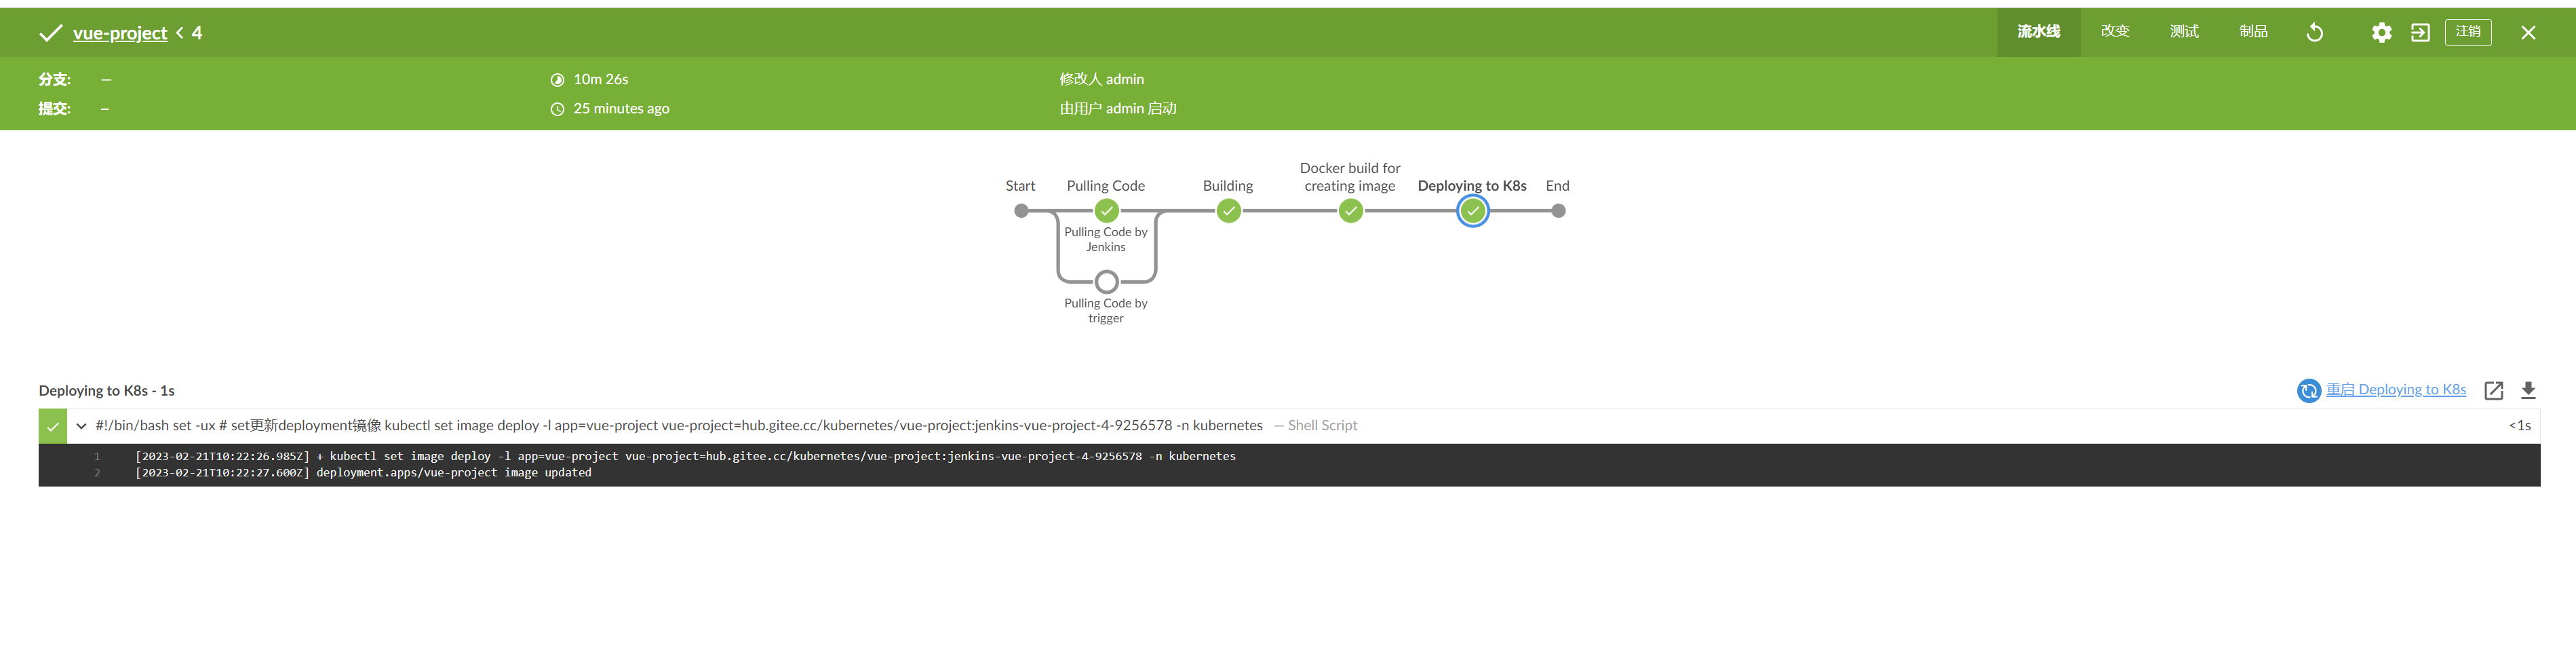 vue-project < 4
流水线 改变 测试 制品 注销
分支: — 10m 26s 修改人 admin
提交: – 25 minutes ago 由用户 admin 启动
Docker build for
Start Pulling Code Building creating image Deploying to K8s End
Pulling Code by
Jenkins
Pulling Code by
trigger
Deploying to K8s - 1s 重启 Deploying to K8s
#!/bin/bash set -ux # set更新deployment镜像 kubectl set image deploy -l app=vue-project vue-project=hub.gitee.cc/kubernetes/vue-project:jenkins-vue-project-4-9256578 -n kubernetes — Shell Script <1s
1 [2023-02-21T10:22:26.985Z] + kubectl set image deploy -l app=vue-project vue-project=hub.gitee.cc/kubernetes/vue-project:jenkins-vue-project-4-9256578 -n kubernetes
2 [2023-02-21T10:22:27.600Z] deployment.apps/vue-project image updated